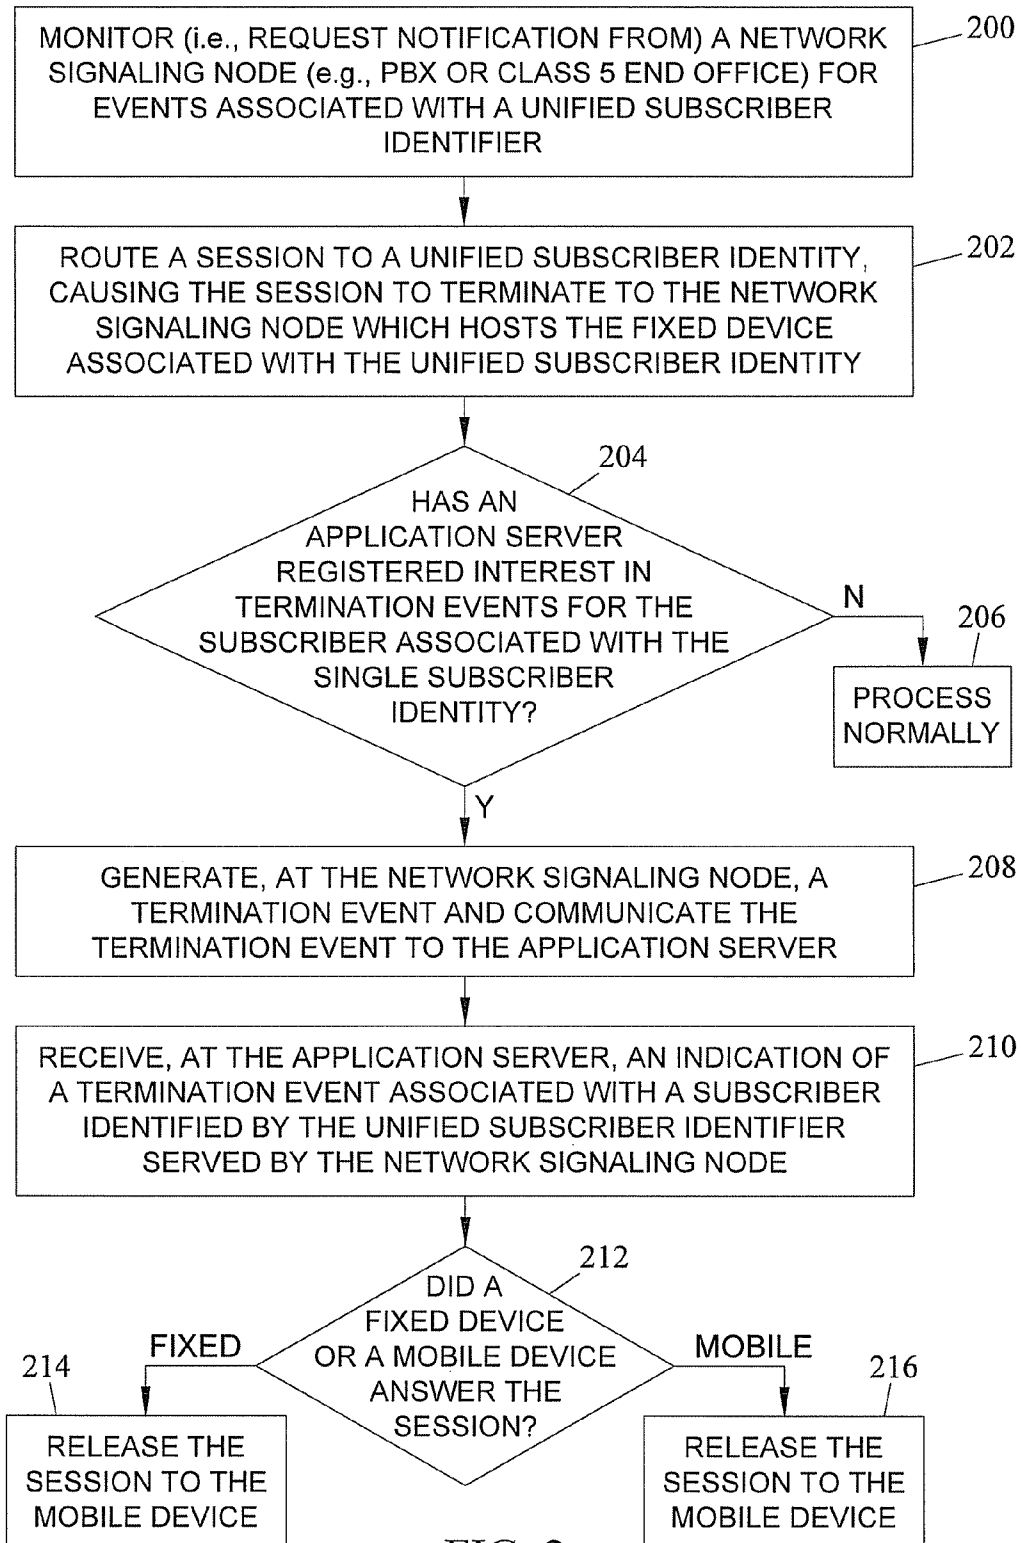 MONITOR (i.e., REQUEST NOTIFICATION FROM) A NETWORK
SIGNALING NODE (e.g., PBX OR CLASS 5 END OFFICE) FOR
EVENTS ASSOCIATED WITH A UNIFIED SUBSCRIBER
IDENTIFIER
200
ROUTE A SESSION TO A UNIFIED SUBSCRIBER IDENTITY,
CAUSING THE SESSION TO TERMINATE TO THE NETWORK
SIGNALING NODE WHICH HOSTS THE FIXED DEVICE
ASSOCIATED WITH THE UNIFIED SUBSCRIBER IDENTITY
202
204
HAS AN
APPLICATION SERVER
REGISTERED INTEREST IN
TERMINATION EVENTS FOR THE
SUBSCRIBER ASSOCIATED WITH THE
SINGLE SUBSCRIBER
IDENTITY?
N
206
PROCESS
NORMALLY
Y
GENERATE, AT THE NETWORK SIGNALING NODE, A
TERMINATION EVENT AND COMMUNICATE THE
TERMINATION EVENT TO THE APPLICATION SERVER
208
RECEIVE, AT THE APPLICATION SERVER, AN INDICATION OF
A TERMINATION EVENT ASSOCIATED WITH A SUBSCRIBER
IDENTIFIED BY THE UNIFIED SUBSCRIBER IDENTIFIER
SERVED BY THE NETWORK SIGNALING NODE
210
212
DID A
FIXED DEVICE
OR A MOBILE DEVICE
ANSWER THE
SESSION?
FIXED
MOBILE
214
216
RELEASE THE
SESSION TO THE
MOBILE DEVICE
RELEASE THE
SESSION TO THE
MOBILE DEVICE